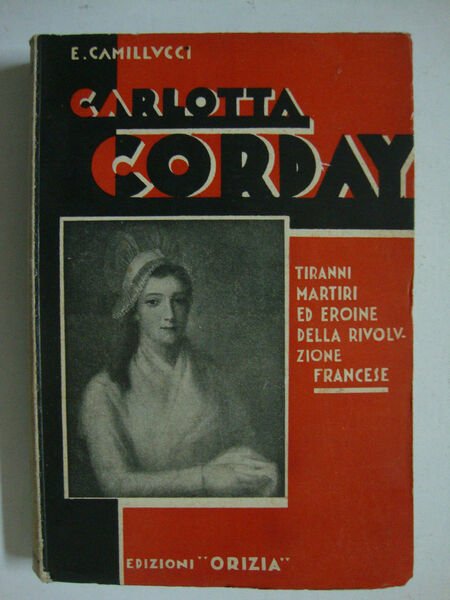 E. CAMILLVCCI
CARLOTTA
CORDAY
TIRANNI
MARTIRI
ED EROINE
DELLA RIVOLV-
ZIONE
FRANCESE
EDIZIONI "ORIZIA"